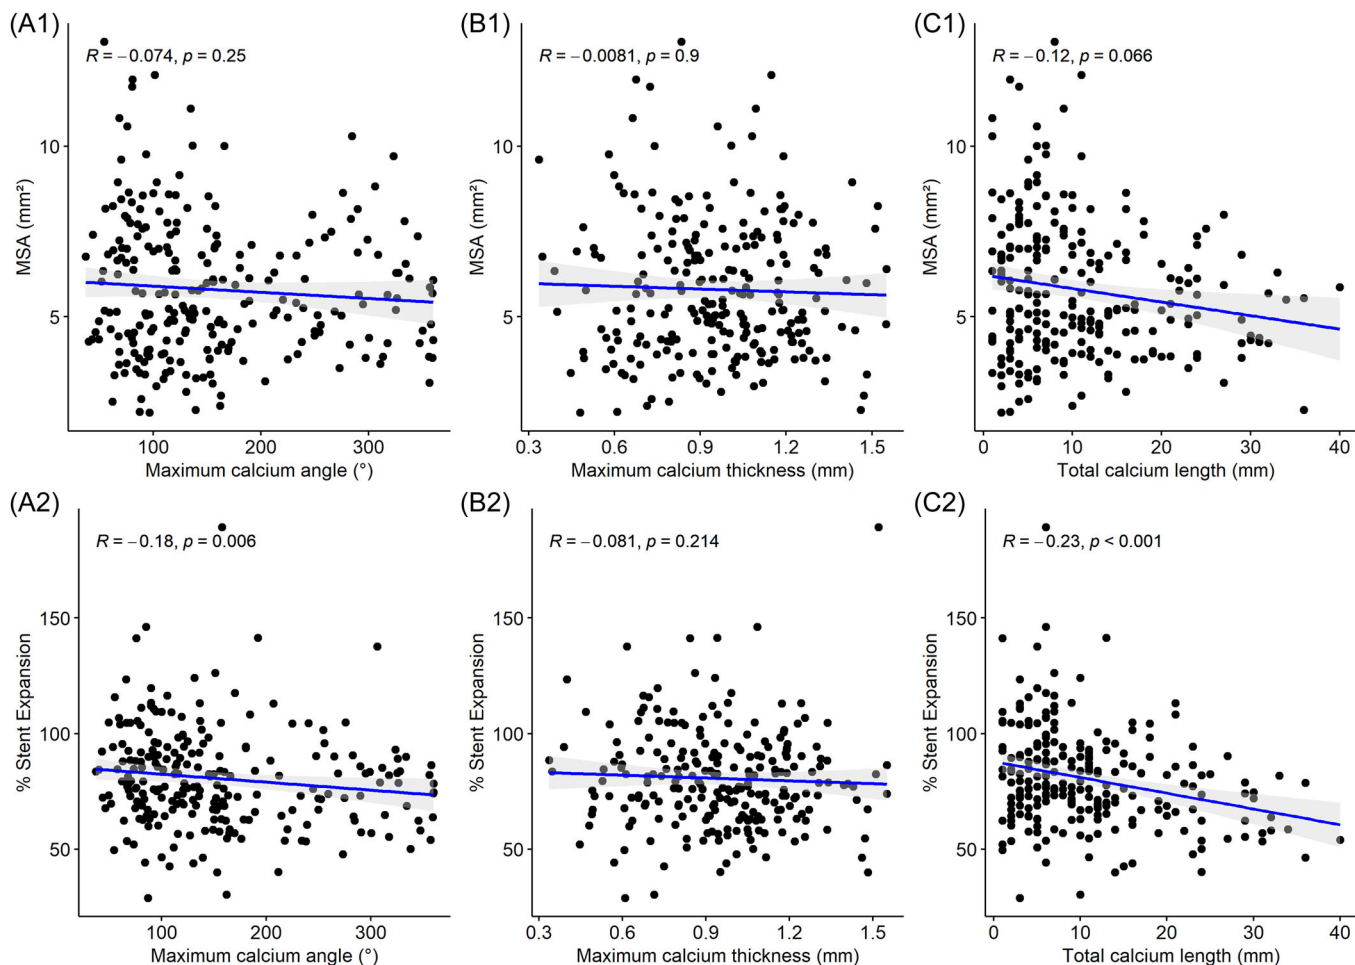 (A1)
R = −0.074, p = 0.25
MSA (mm²)
10
5
100 200 300
Maximum calcium angle (°)
(B1)
R = −0.0081, p = 0.9
MSA (mm²)
10
5
0.3 0.6 0.9 1.2 1.5
Maximum calcium thickness (mm)
(C1)
R = −0.12, p = 0.066
MSA (mm²)
10
5
0 10 20 30 40
Total calcium length (mm)
(A2)
R = −0.18, p = 0.006
% Stent Expansion
150
100
50
100 200 300
Maximum calcium angle (°)
(B2)
R = −0.081, p = 0.214
% Stent Expansion
150
100
50
0.3 0.6 0.9 1.2 1.5
Maximum calcium thickness (mm)
(C2)
R = −0.23, p < 0.001
% Stent Expansion
150
100
50
0 10 20 30 40
Total calcium length (mm)